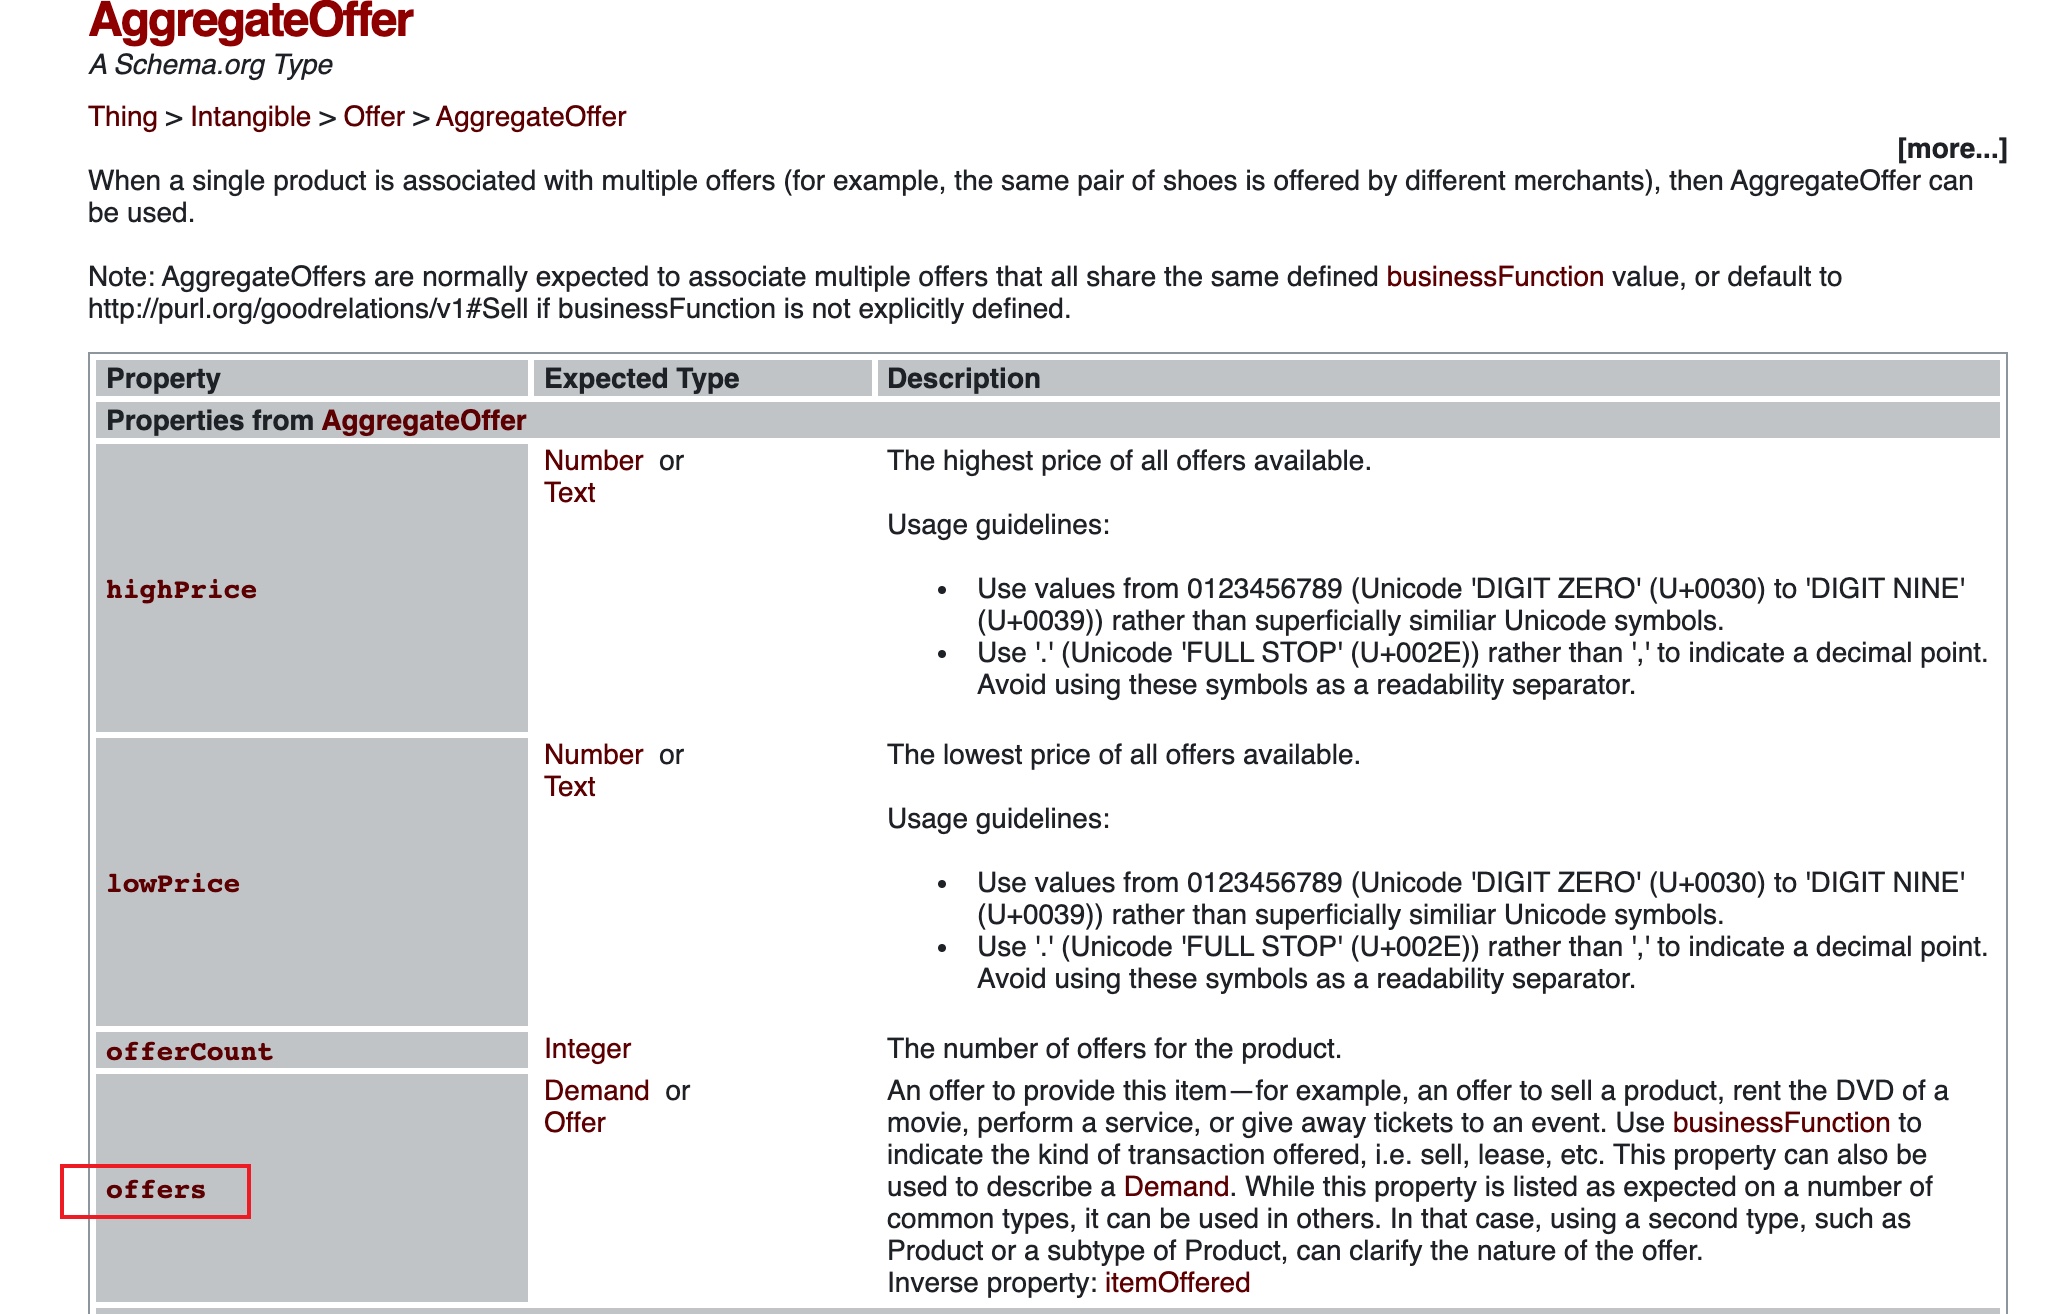 AggregateOffer
A Schema.org Type
Thing > Intangible > Offer > AggregateOffer
[more...]
When a single product is associated with multiple offers (for example, the same pair of shoes is offered by different merchants), then AggregateOffer can
be used.
Note: AggregateOffers are normally expected to associate multiple offers that all share the same defined businessFunction value, or default to
http://purl.org/goodrelations/v1#Sell if businessFunction is not explicitly defined.
Property Expected Type Description
Properties from AggregateOffer
highPrice
Number or
Text
The highest price of all offers available.
Usage guidelines:
• Use values from 0123456789 (Unicode 'DIGIT ZERO' (U+0030) to 'DIGIT NINE'
(U+0039)) rather than superficially similiar Unicode symbols.
• Use '.' (Unicode 'FULL STOP' (U+002E)) rather than ',' to indicate a decimal point.
Avoid using these symbols as a readability separator.
lowPrice
Number or
Text
The lowest price of all offers available.
Usage guidelines:
• Use values from 0123456789 (Unicode 'DIGIT ZERO' (U+0030) to 'DIGIT NINE'
(U+0039)) rather than superficially similiar Unicode symbols.
• Use '.' (Unicode 'FULL STOP' (U+002E)) rather than ',' to indicate a decimal point.
Avoid using these symbols as a readability separator.
offerCount Integer The number of offers for the product.
offers
Demand or
Offer
An offer to provide this item—for example, an offer to sell a product, rent the DVD of a
movie, perform a service, or give away tickets to an event. Use businessFunction to
indicate the kind of transaction offered, i.e. sell, lease, etc. This property can also be
used to describe a Demand. While this property is listed as expected on a number of
common types, it can be used in others. In that case, using a second type, such as
Product or a subtype of Product, can clarify the nature of the offer.
Inverse property: itemOffered